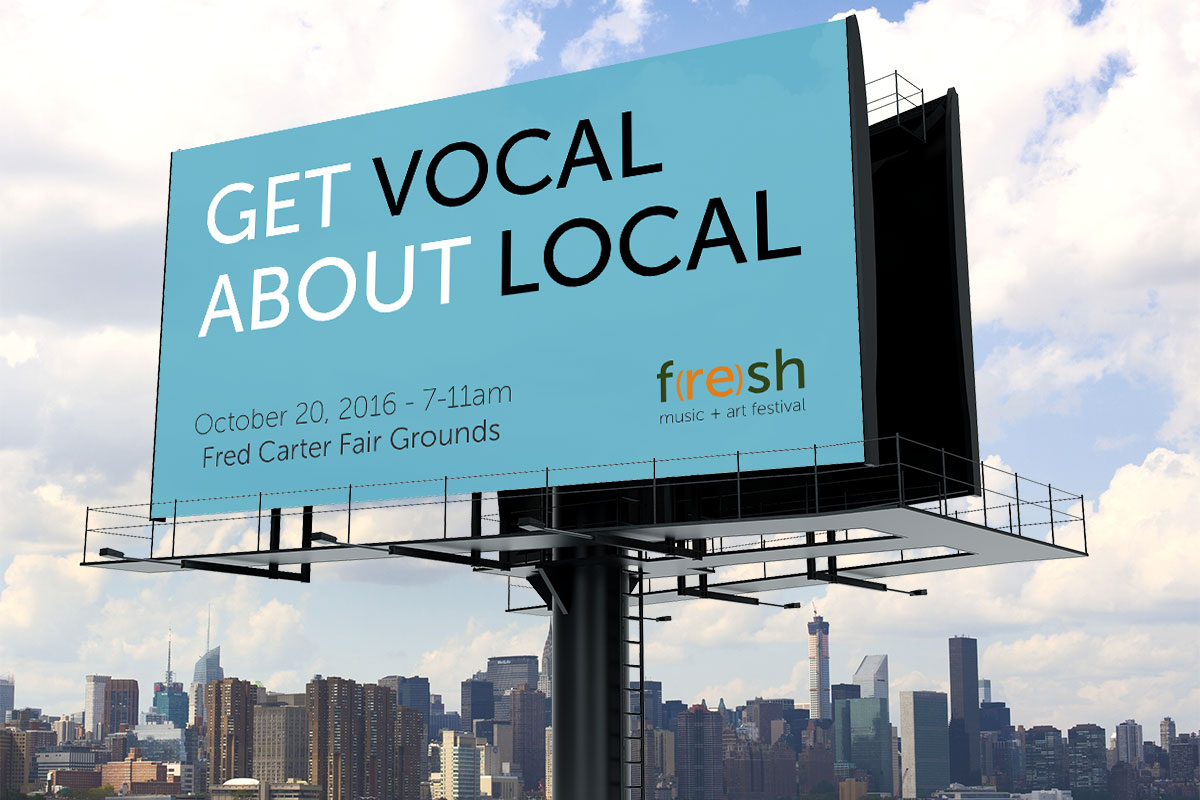 GET VOCAL
ABOUT LOCAL
October 20, 2016 - 7-11am
Fred Carter Fair Grounds
f(re)sh
music + art festival